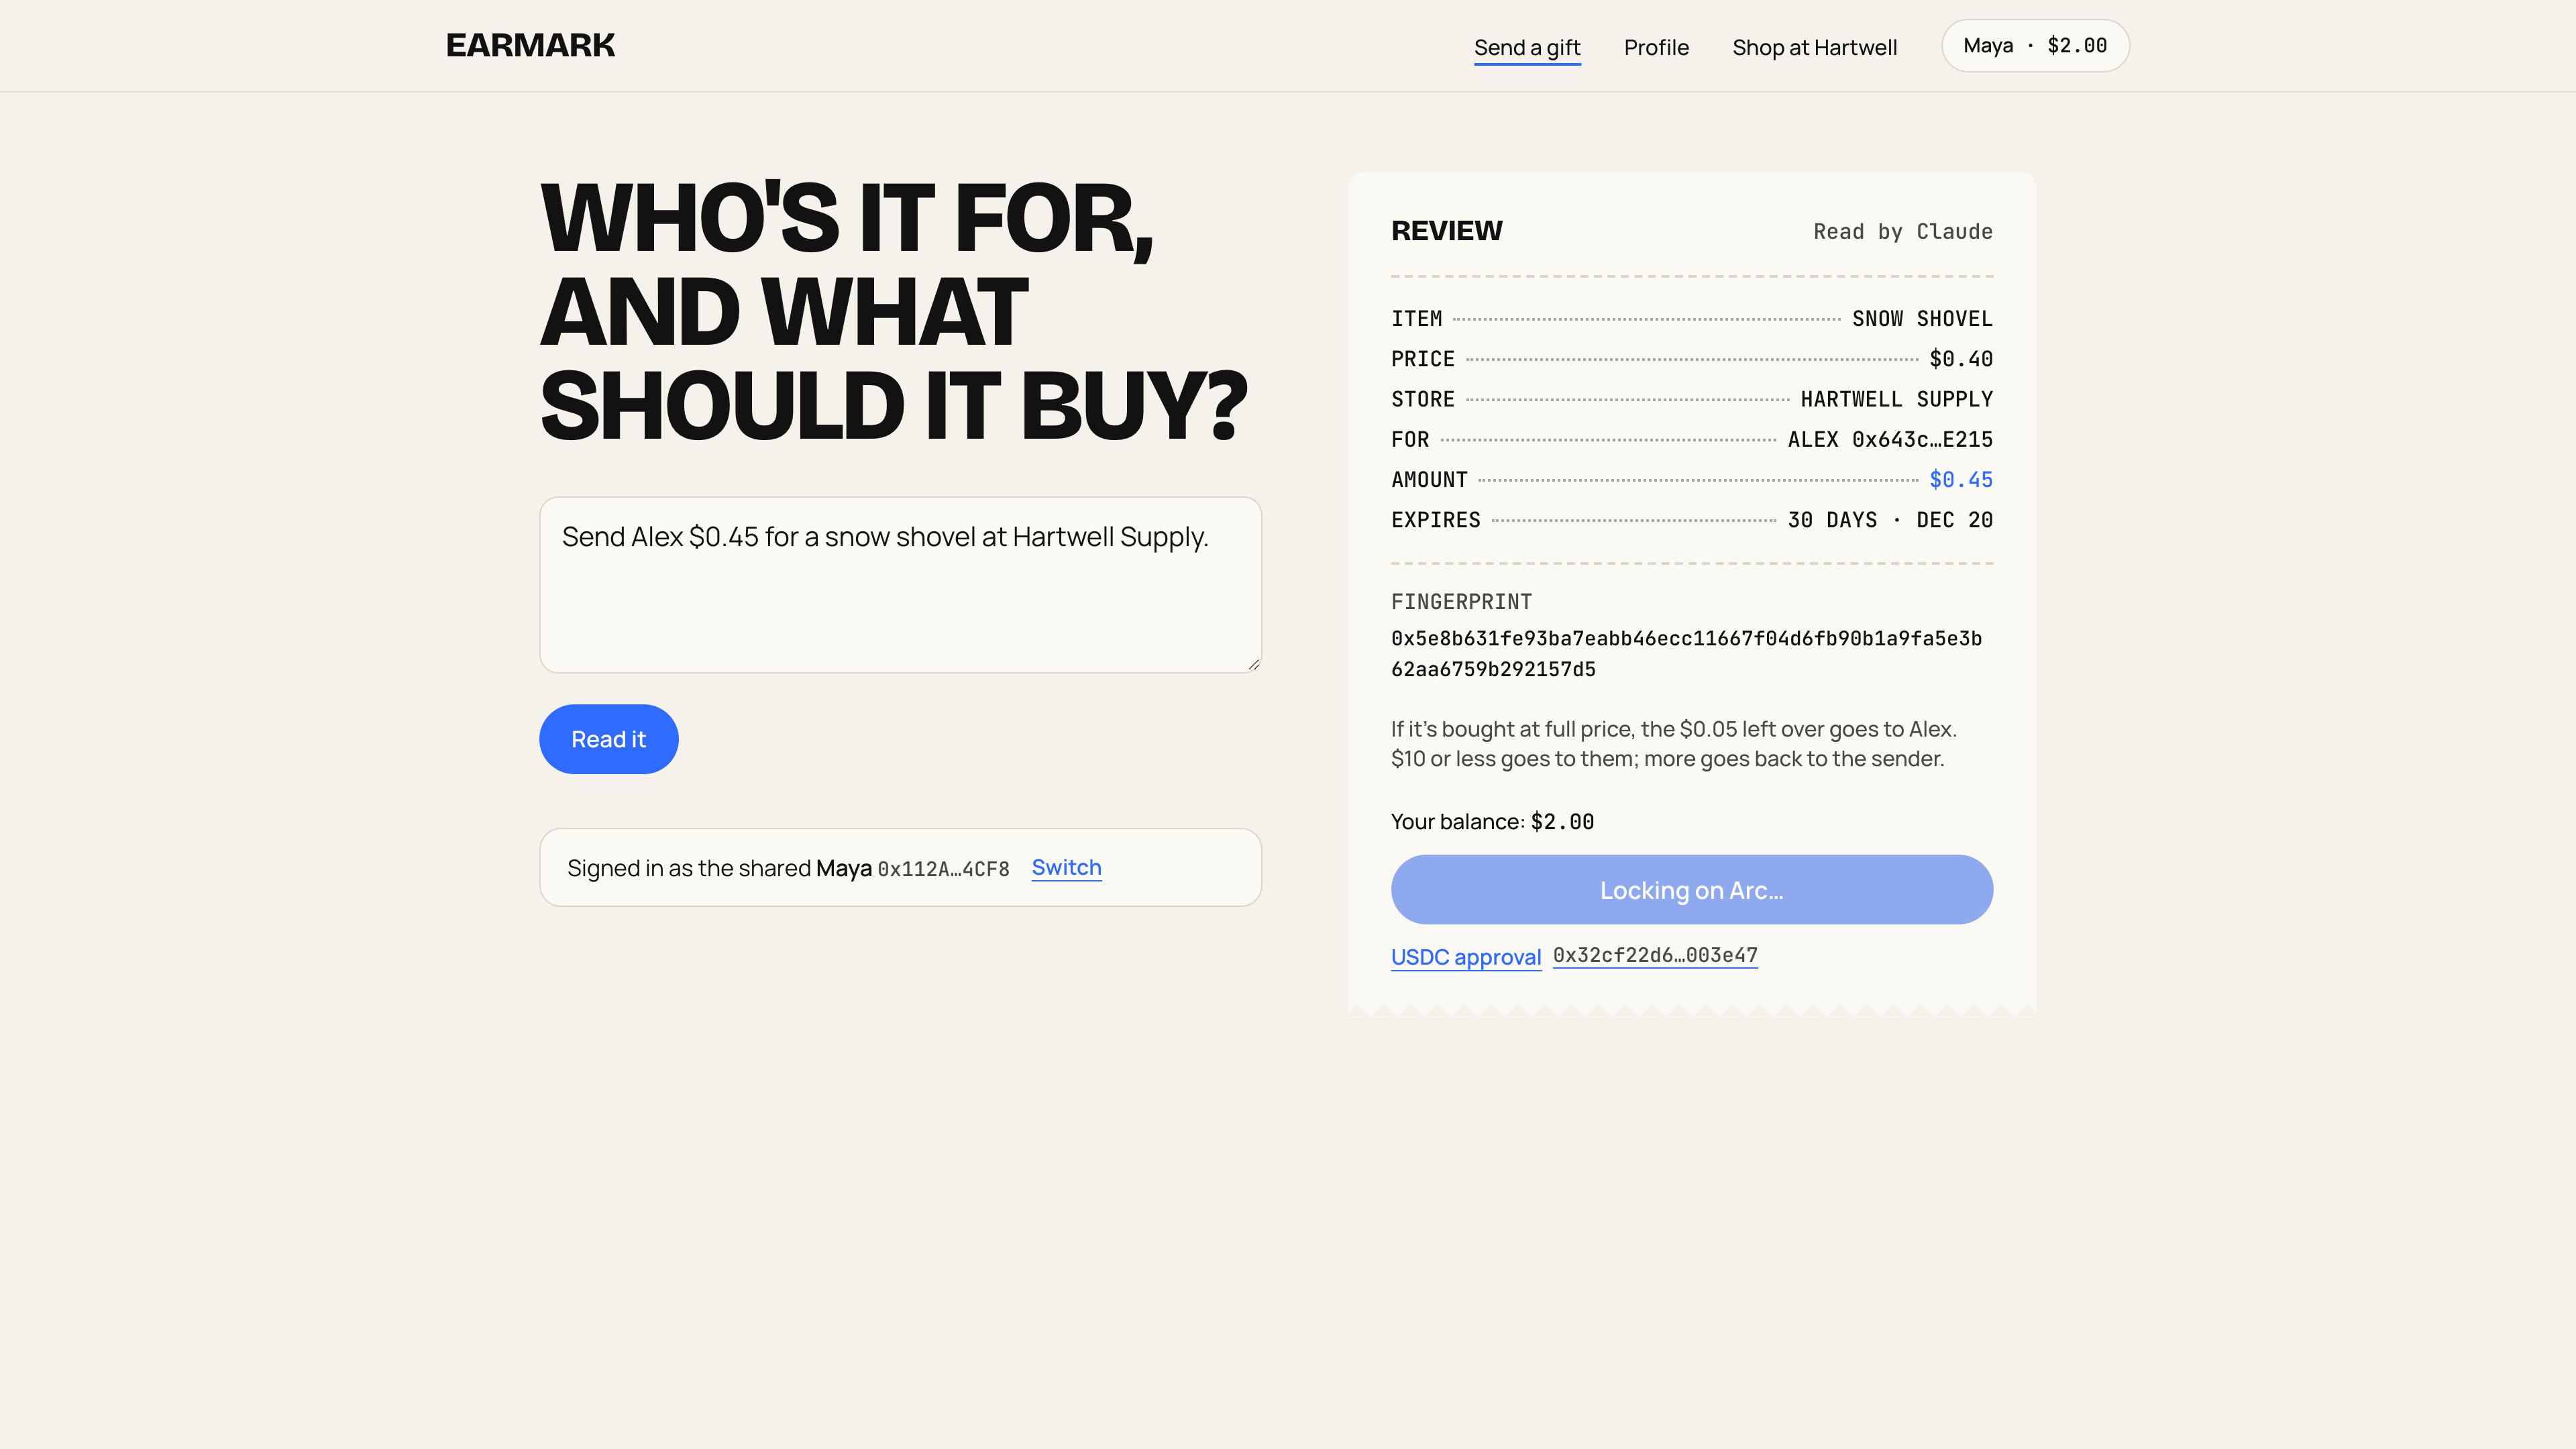 EARMARK
Send a gift
Profile
Shop at Hartwell
Maya · $2.00
WHO'S IT FOR,
AND WHAT
SHOULD IT BUY?
Send Alex $0.45 for a snow shovel at Hartwell Supply.
Read it
Signed in as the shared Maya 0x112A…4CF8 Switch
REVIEW
Read by Claude
ITEM SNOW SHOVEL
PRICE $0.40
STORE HARTWELL SUPPLY
FOR ALEX 0x643c…E215
AMOUNT $0.45
EXPIRES 30 DAYS · DEC 20
FINGERPRINT
0x5e8b631fe93ba7eabb46ecc11667f04d6fb90b1a9fa5e3b
62aa6759b292157d5
If it's bought at full price, the $0.05 left over goes to Alex.
$10 or less goes to them; more goes back to the sender.
Your balance: $2.00
Locking on Arc…
USDC approval 0x32cf22d6…003e47